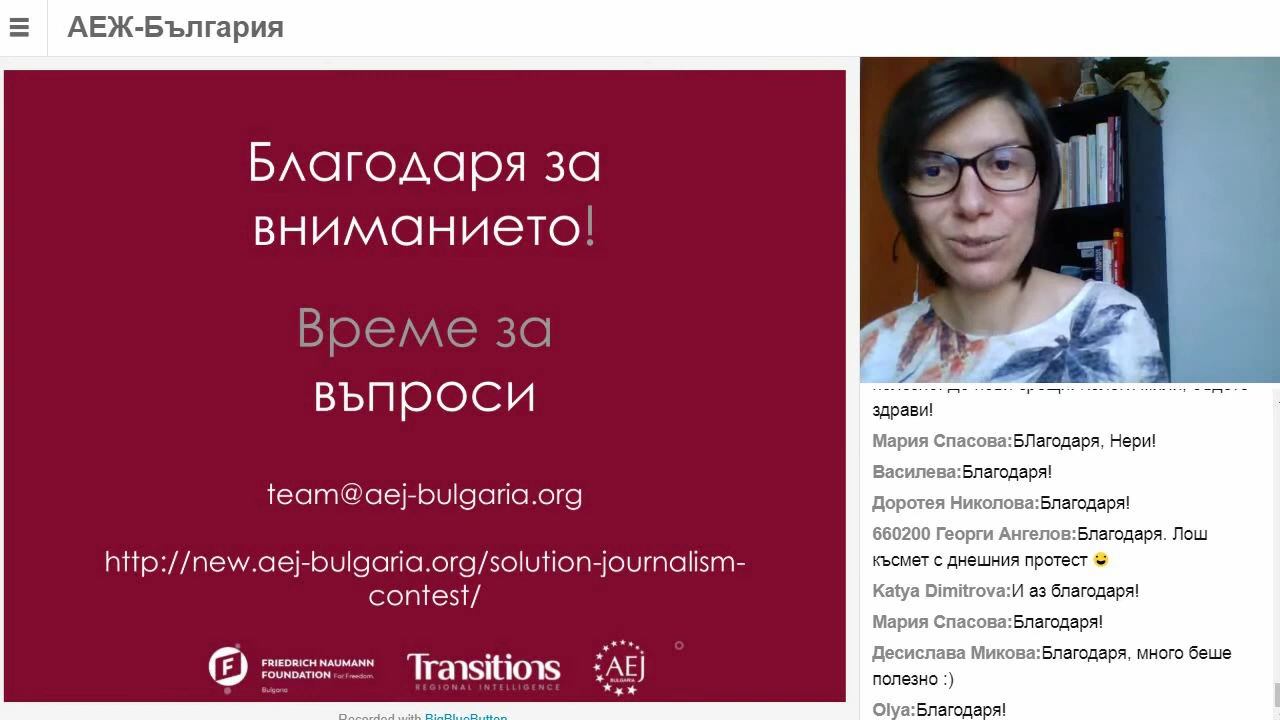 АЕЖ-България
Благодаря за
вниманието!
Време за
въпроси
team@aej-bulgaria.org
http://new.aej-bulgaria.org/solution-journalism-
contest/
FRIEDRICH NAUMANN
FOUNDATION For Freedom.
Bulgaria
Transitions
REGIONAL INTELLIGENCE
AEJ
BULGARIA
Recorded with BigBlueButton
здрави!
Мария Спасова:БЛагодаря, Нери!
Василева:Благодаря!
Доротея Николова:Благодаря!
660200 Георги Ангелов:Благодаря. Лош
късмет с днешния протест 😀
Katya Dimitrova:И аз благодаря!
Мария Спасова:Благодаря!
Десислава Микова:Благодаря, много беше
полезно :)
Olya:Благодаря!